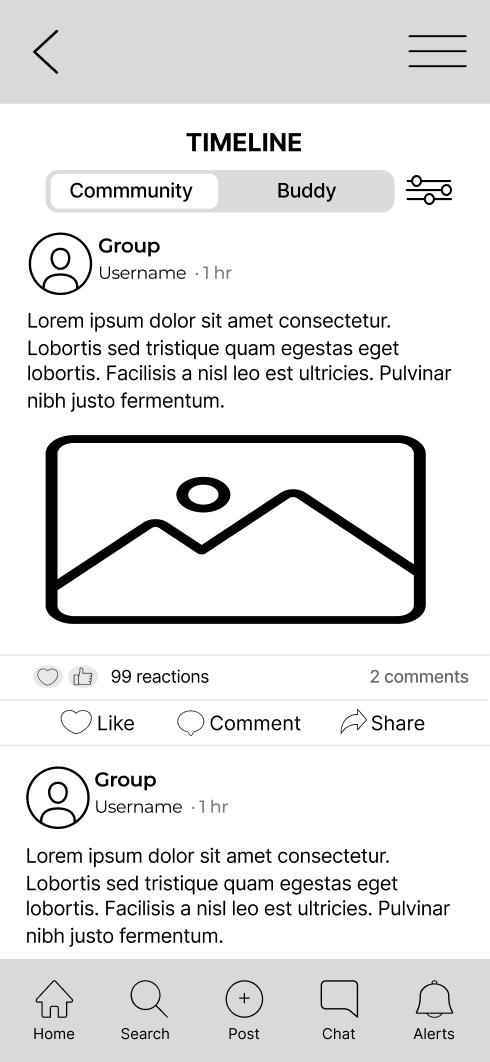 TIMELINE
Commmunity
Buddy
Group
Username · 1 hr
Lorem ipsum dolor sit amet consectetur.
Lobortis sed tristique quam egestas eget
lobortis. Facilisis a nisl leo est ultricies. Pulvinar
nibh justo fermentum.
99 reactions
2 comments
Like
Comment
Share
Group
Username · 1 hr
Lorem ipsum dolor sit amet consectetur.
Lobortis sed tristique quam egestas eget
lobortis. Facilisis a nisl leo est ultricies. Pulvinar
nibh justo fermentum.
Home
Search
Post
Chat
Alerts